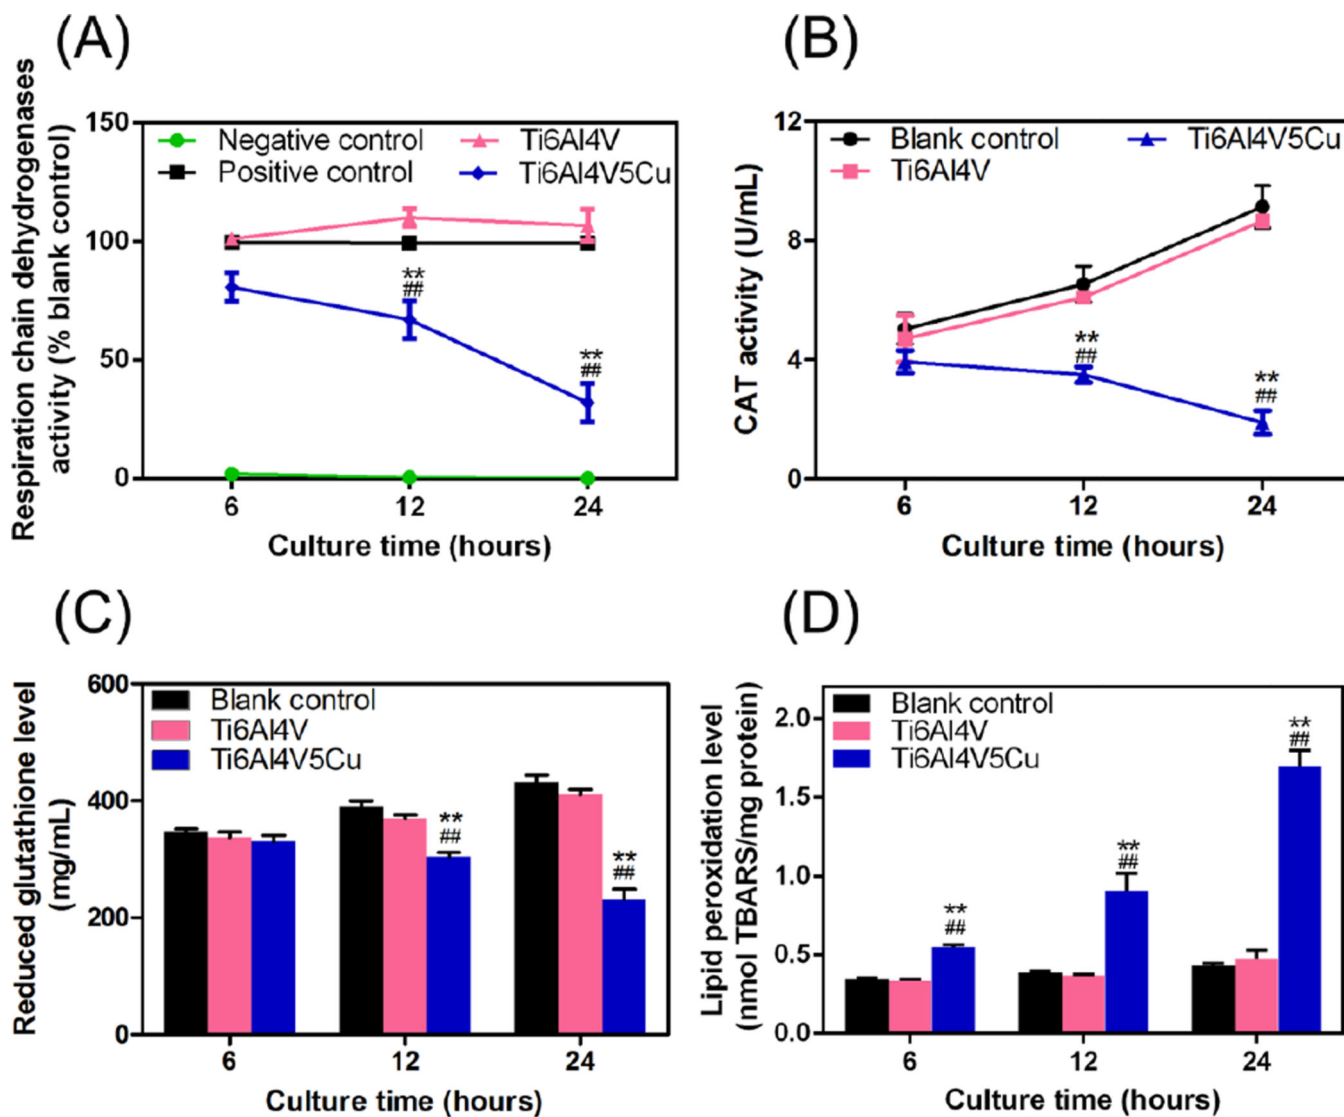 (A)
Respiration chain dehydrogenases
activity (% blank control)
150
100
50
0
Negative control
Positive control
Ti6Al4V
Ti6Al4V5Cu
**
##
**
##
6
12
24
Culture time (hours)
(B)
CAT activity (U/mL)
12
8
4
0
Blank control
Ti6Al4V
Ti6Al4V5Cu
**
##
**
##
6
12
24
Culture time (hours)
(C)
Reduced glutathione level
(mg/mL)
600
400
200
0
Blank control
Ti6Al4V
Ti6Al4V5Cu
**
##
**
##
6
12
24
Culture time (hours)
(D)
Lipid peroxidation level
(nmol TBARS/mg protein)
2.0
1.5
1.0
0.5
0.0
Blank control
Ti6Al4V
Ti6Al4V5Cu
**
##
**
##
**
##
6
12
24
Culture time (hours)